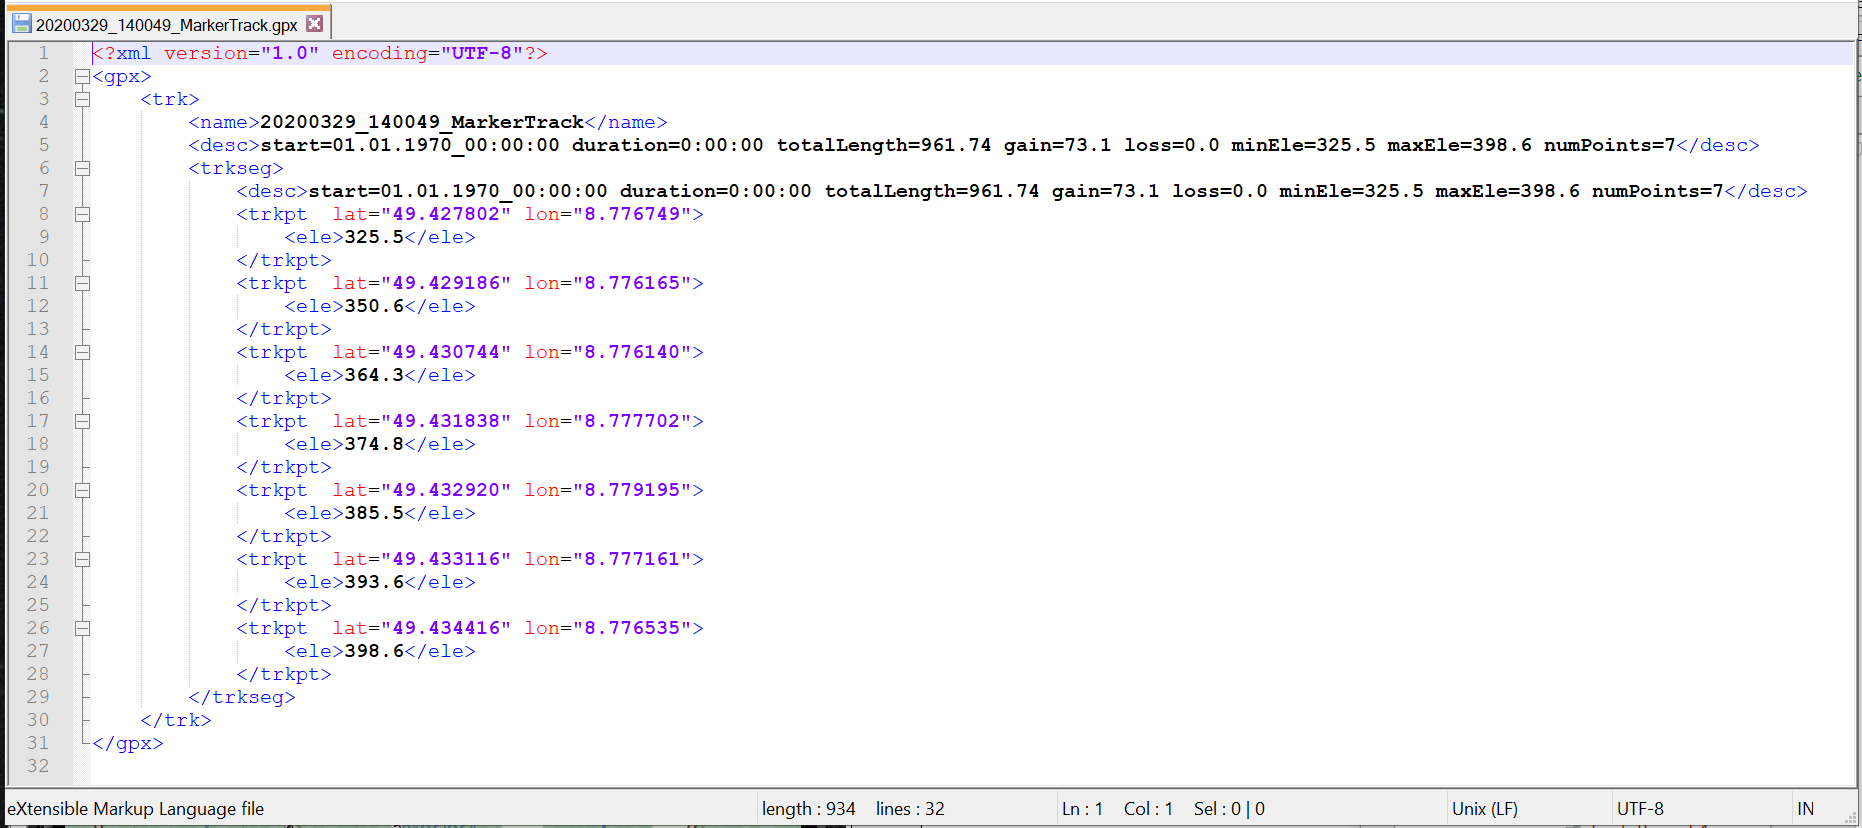 20200329_140049_MarkerTrack.gpx
1 <?xml version="1.0" encoding="UTF-8"?>
2 <gpx>
3 <trk>
4 <name>20200329_140049_MarkerTrack</name>
5 <desc>start=01.01.1970_00:00:00 duration=0:00:00 totalLength=961.74 gain=73.1 loss=0.0 minEle=325.5 maxEle=398.6 numPoints=7</desc>
6 <trkseg>
7 <desc>start=01.01.1970_00:00:00 duration=0:00:00 totalLength=961.74 gain=73.1 loss=0.0 minEle=325.5 maxEle=398.6 numPoints=7</desc>
8 <trkpt  lat="49.427802" lon="8.776749">
9 <ele>325.5</ele>
10 </trkpt>
11 <trkpt  lat="49.429186" lon="8.776165">
12 <ele>350.6</ele>
13 </trkpt>
14 <trkpt  lat="49.430744" lon="8.776140">
15 <ele>364.3</ele>
16 </trkpt>
17 <trkpt  lat="49.431838" lon="8.777702">
18 <ele>374.8</ele>
19 </trkpt>
20 <trkpt  lat="49.432920" lon="8.779195">
21 <ele>385.5</ele>
22 </trkpt>
23 <trkpt  lat="49.433116" lon="8.777161">
24 <ele>393.6</ele>
25 </trkpt>
26 <trkpt  lat="49.434416" lon="8.776535">
27 <ele>398.6</ele>
28 </trkpt>
29 </trkseg>
30 </trk>
31 </gpx>
32
eXtensible Markup Language file length : 934 lines : 32 Ln : 1 Col : 1 Sel : 0 | 0 Unix (LF) UTF-8 IN